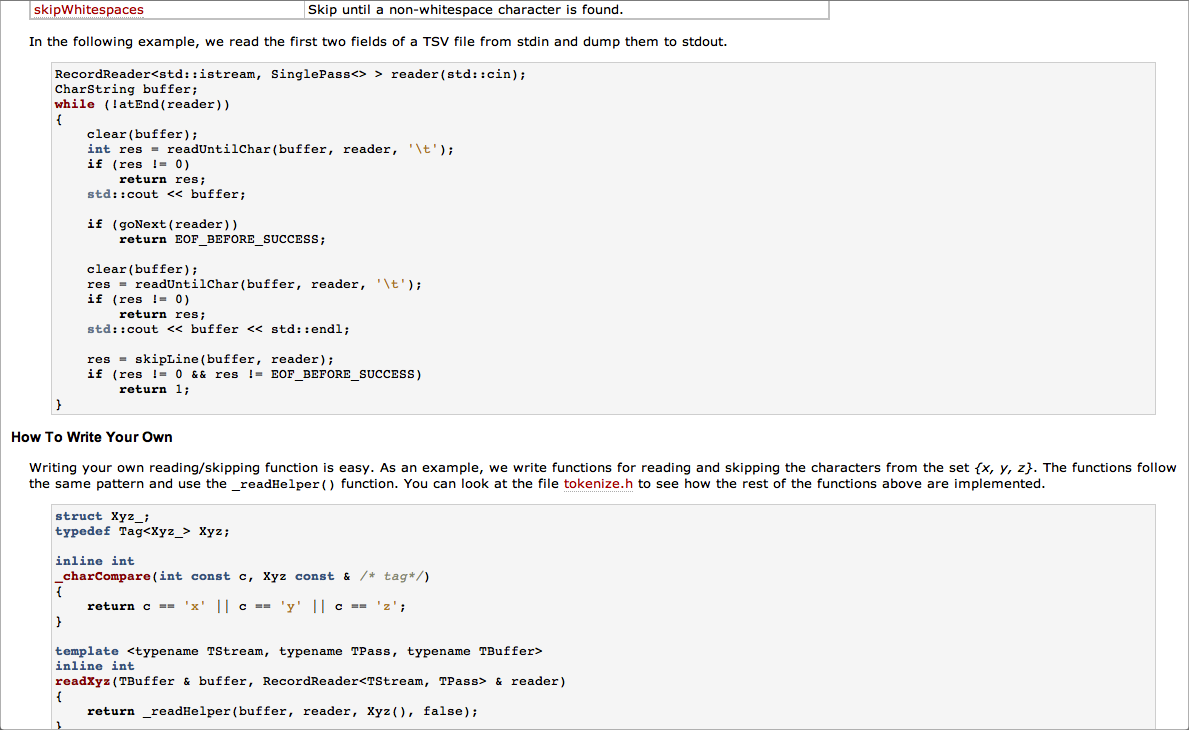 skipWhitespaces Skip until a non-whitespace character is found.
In the following example, we read the first two fields of a TSV file from stdin and dump them to stdout.
RecordReader<std::istream, SinglePass<> > reader(std::cin);
CharString buffer;
while (!atEnd(reader))
{
    clear(buffer);
    int res = readUntilChar(buffer, reader, '\t');
    if (res != 0)
        return res;
    std::cout << buffer;

    if (goNext(reader))
        return EOF_BEFORE_SUCCESS;

    clear(buffer);
    res = readUntilChar(buffer, reader, '\t');
    if (res != 0)
        return res;
    std::cout << buffer << std::endl;

    res = skipLine(buffer, reader);
    if (res != 0 && res != EOF_BEFORE_SUCCESS)
        return 1;
}
How To Write Your Own
Writing your own reading/skipping function is easy. As an example, we write functions for reading and skipping the characters from the set {x, y, z}. The functions follow
the same pattern and use the _readHelper() function. You can look at the file tokenize.h to see how the rest of the functions above are implemented.
struct Xyz_;
typedef Tag<Xyz_> Xyz;

inline int
_charCompare(int const c, Xyz const & /* tag*/)
{
    return c == 'x' || c == 'y' || c == 'z';
}

template <typename TStream, typename TPass, typename TBuffer>
inline int
readXyz(TBuffer & buffer, RecordReader<TStream, TPass> & reader)
{
    return _readHelper(buffer, reader, Xyz(), false);
}